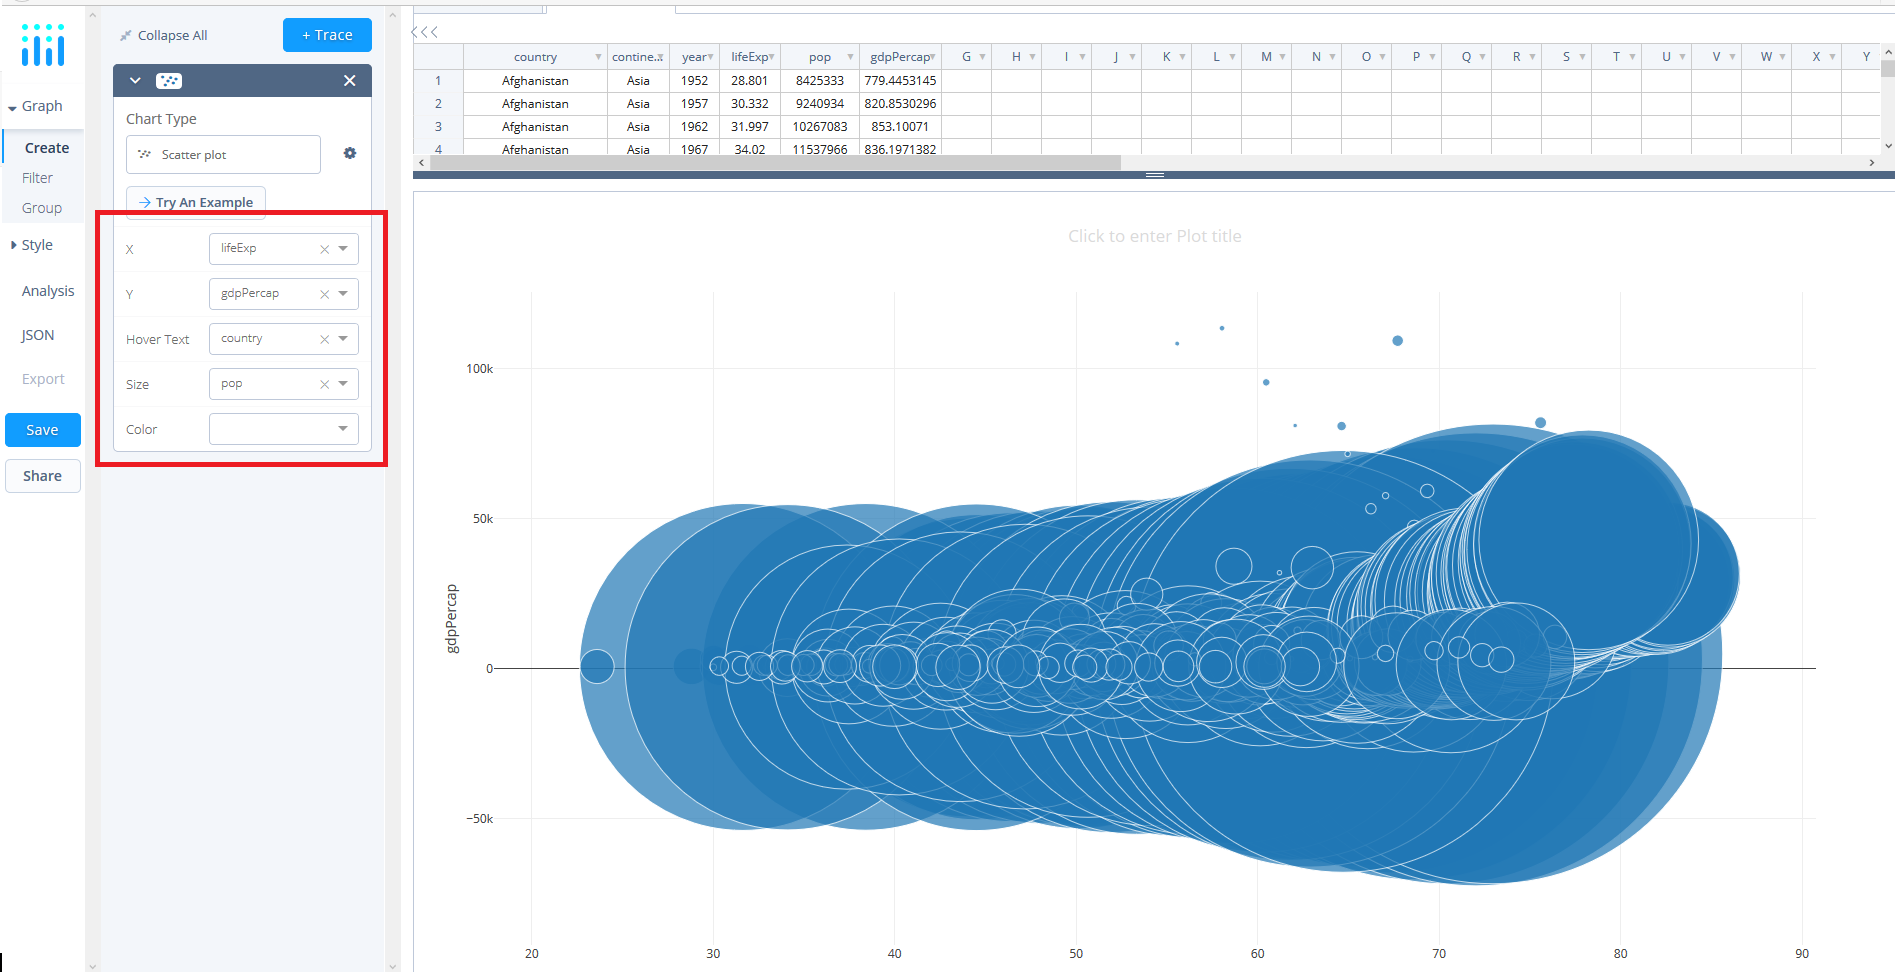 Collapse All
+ Trace
Graph
Create
Filter
Group
Style
Analysis
JSON
Export
Save
Share
Chart Type
Scatter plot
Try An Example
X lifeExp
Y gdpPercap
Hover Text country
Size pop
Color
country contine... year lifeExp pop gdpPercap G H I J K L M N O P Q R S T U V W X Y
1 Afghanistan Asia 1952 28.801 8425333 779.4453145
2 Afghanistan Asia 1957 30.332 9240934 820.8530296
3 Afghanistan Asia 1962 31.997 10267083 853.10071
4 Afghanistan Asia 1967 34.02 11537966 836.1971382
Click to enter Plot title
100k
50k
0
−50k
gdpPercap
20 30 40 50 60 70 80 90